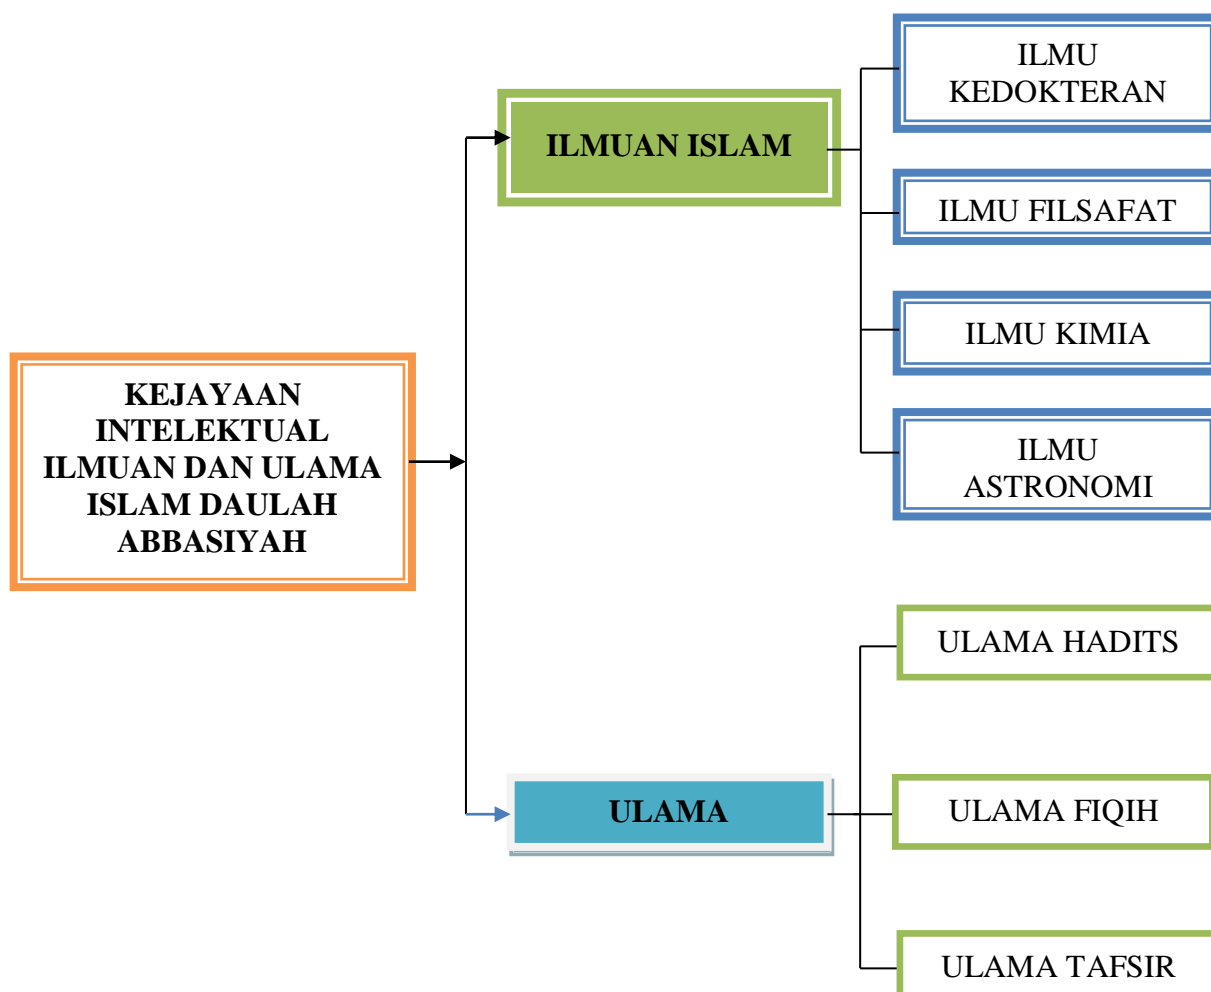 KEJAYAAN
INTELEKTUAL
ILMUAN DAN ULAMA
ISLAM DAULAH
ABBASIYAH
ILMUAN ISLAM
ILMU
KEDOKTERAN
ILMU FILSAFAT
ILMU KIMIA
ILMU
ASTRONOMI
ULAMA
ULAMA HADITS
ULAMA FIQIH
ULAMA TAFSIR